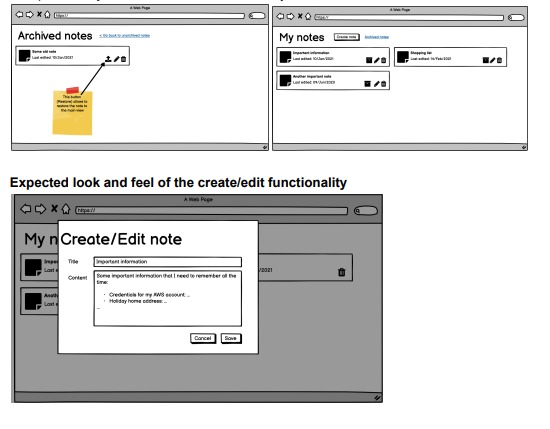 A Web Page
https://
Archived notes
< Go back to unarchived notes
Some old note
Last edited: 10/Jan/2021
This button
(Restore) allows to
restore the note to
the main view
A Web Page
https://
My notes
Create note
Archived notes
Important information
Last edited: 10/Jan/2021
Shopping list
Last edited: 14/Feb/2021
Another important note
Last edited: 09/Jun/2020
Expected look and feel of the create/edit functionality
A Web Page
https://
My n
Impor
Last e
/2021
Anoth
Last e
Create/Edit note
Title
Important information
Content
Some important information that I need to remember all the
time:
- Credentials for my AWS account: ...
- Holiday home address: ...
...
Cancel
Save